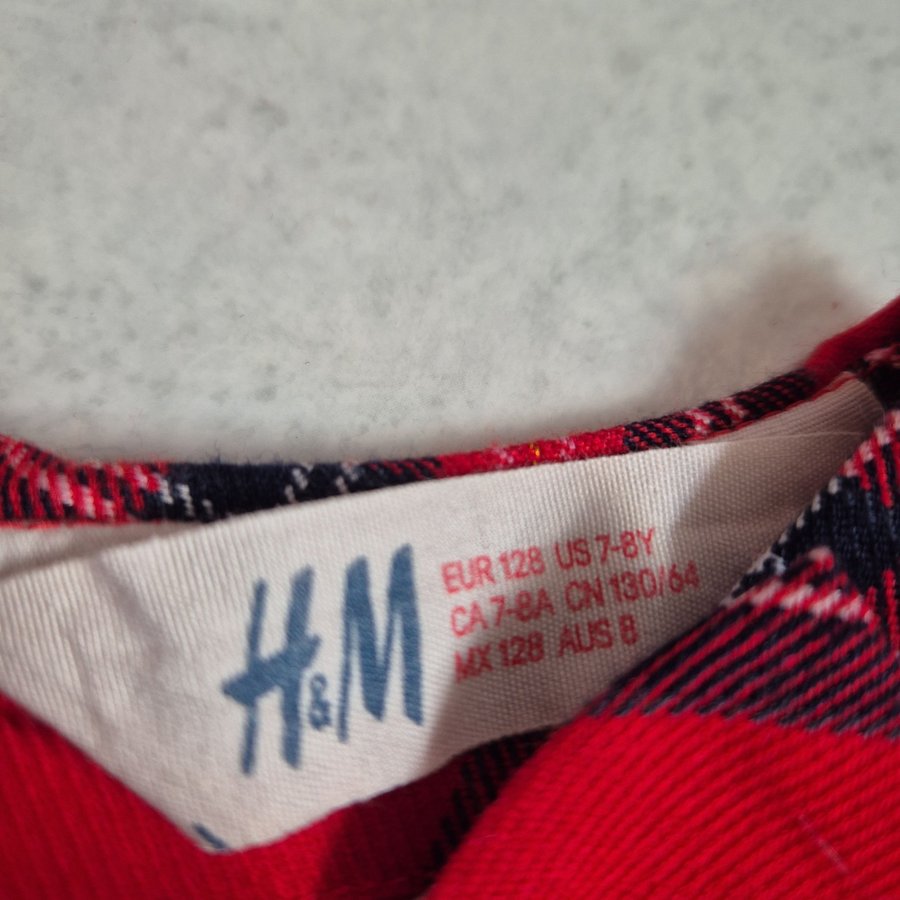 H&M
EUR 128 US 7-8Y
CA 7-8A CN 130/64
MX 128 AUS 8